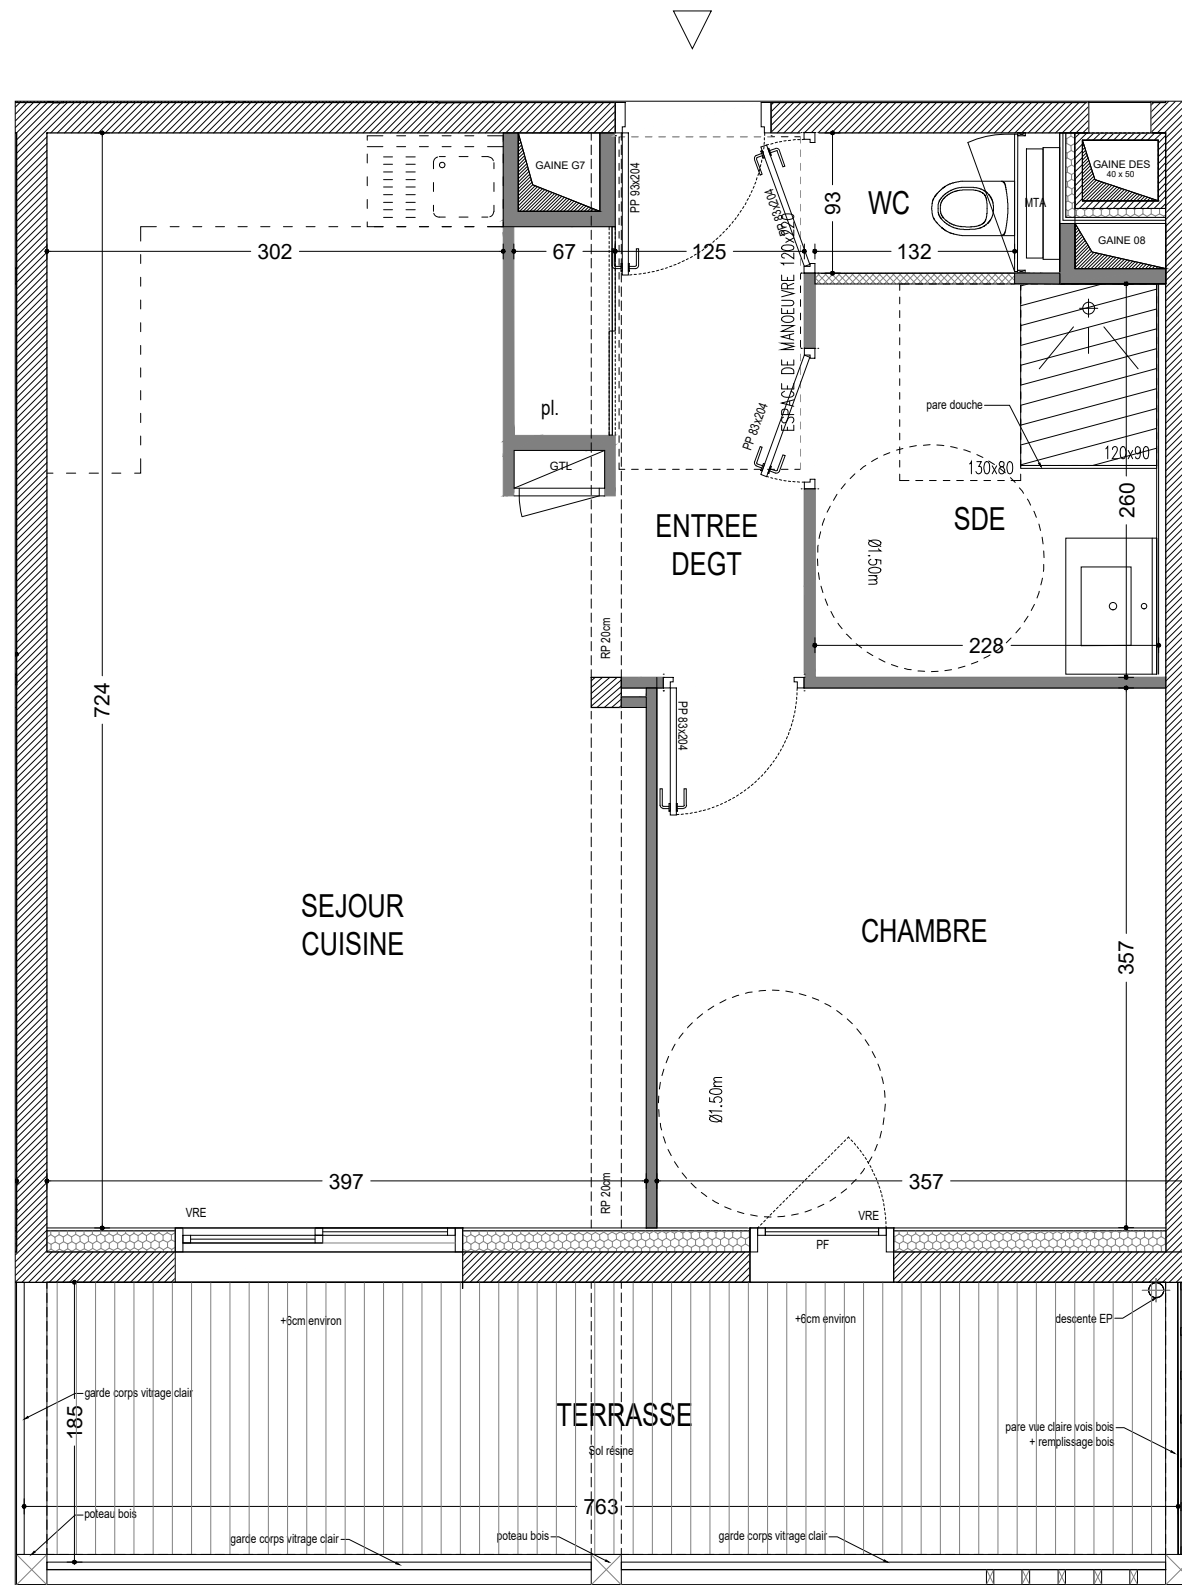 GAINE G7
PP 93x204
PP 83x204
93
WC
MTA
GAINE DES
40 x 50
GAINE 08
302
67
125
132
ESPACE DE MANOEUVRE 120x220
pl.
GTL
PP 83x204
pare douche
130x80
120x90
260
ENTREE
DEGT
SDE
Ø1.50m
RP 20cm
228
724
PP 83x204
SEJOUR
CUISINE
CHAMBRE
357
Ø1.50m
397
RP 20cm
357
VRE
VRE
PF
+6cm environ
+6cm environ
descente EP
garde corps vitrage clair
185
TERRASSE
Sol résine
pare vue claire vois bois
+ remplissage bois
763
poteau bois
garde corps vitrage clair
poteau bois
garde corps vitrage clair